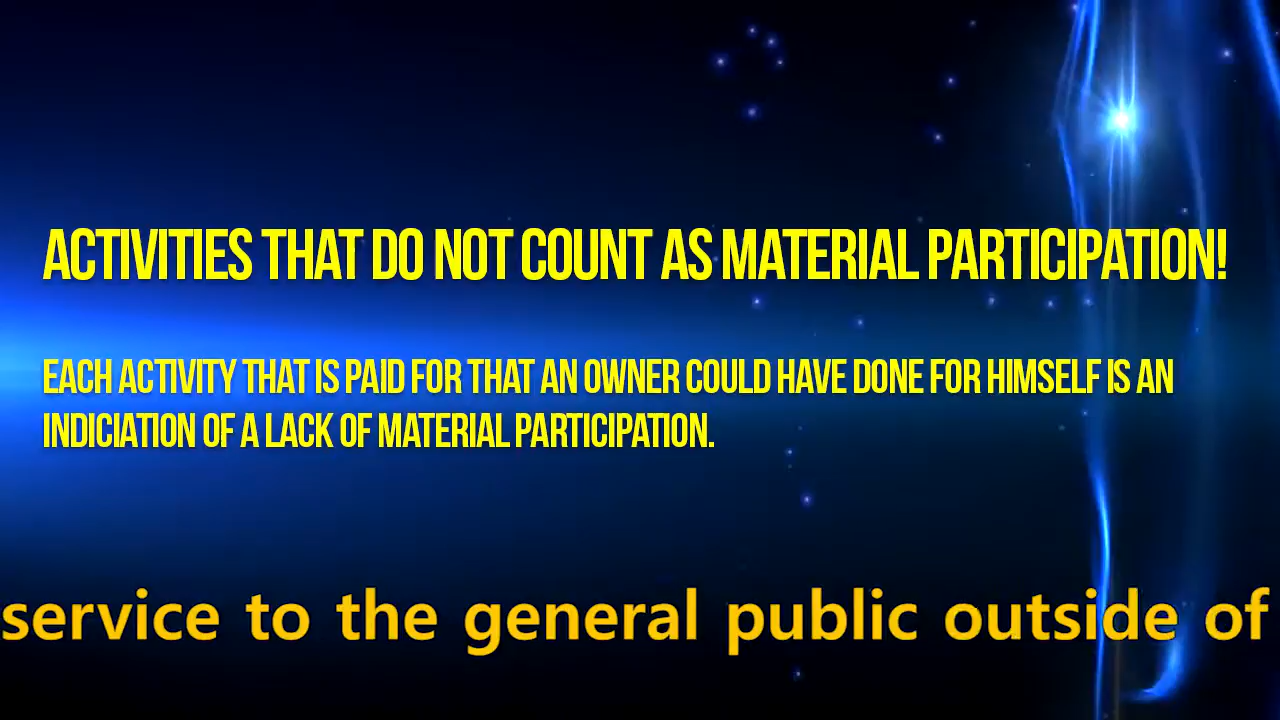 ACTIVITIES THAT DO NOT COUNT AS MATERIAL PARTICIPATION!
EACH ACTIVITY THAT IS PAID FOR THAT AN OWNER COULD HAVE DONE FOR HIMSELF IS AN
INDICIATION OF A LACK OF MATERIAL PARTICIPATION.
service to the general public outside of